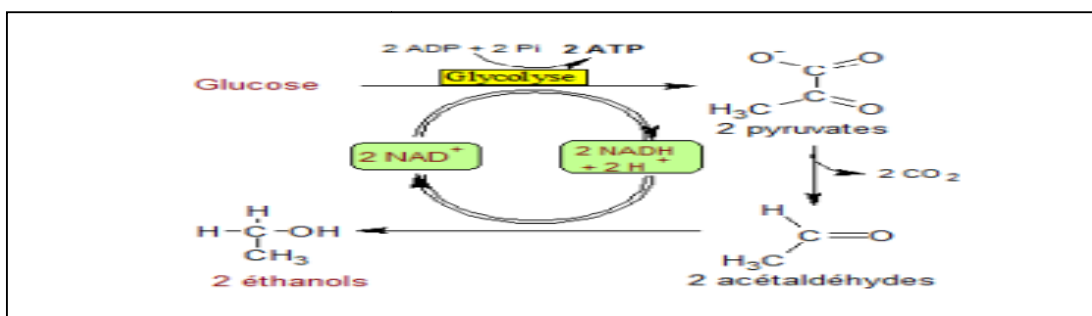 2 ADP + 2 Pi 2 ATP
Glucose
Glycolyse
O⁻ C O
H₃C C O
2 pyruvates
2 NAD⁺
2 NADH
+ 2 H⁺
2 CO₂
H
H-C-OH
CH₃
2 éthanols
H
C=O
H₃C
2 acétaldéhydes